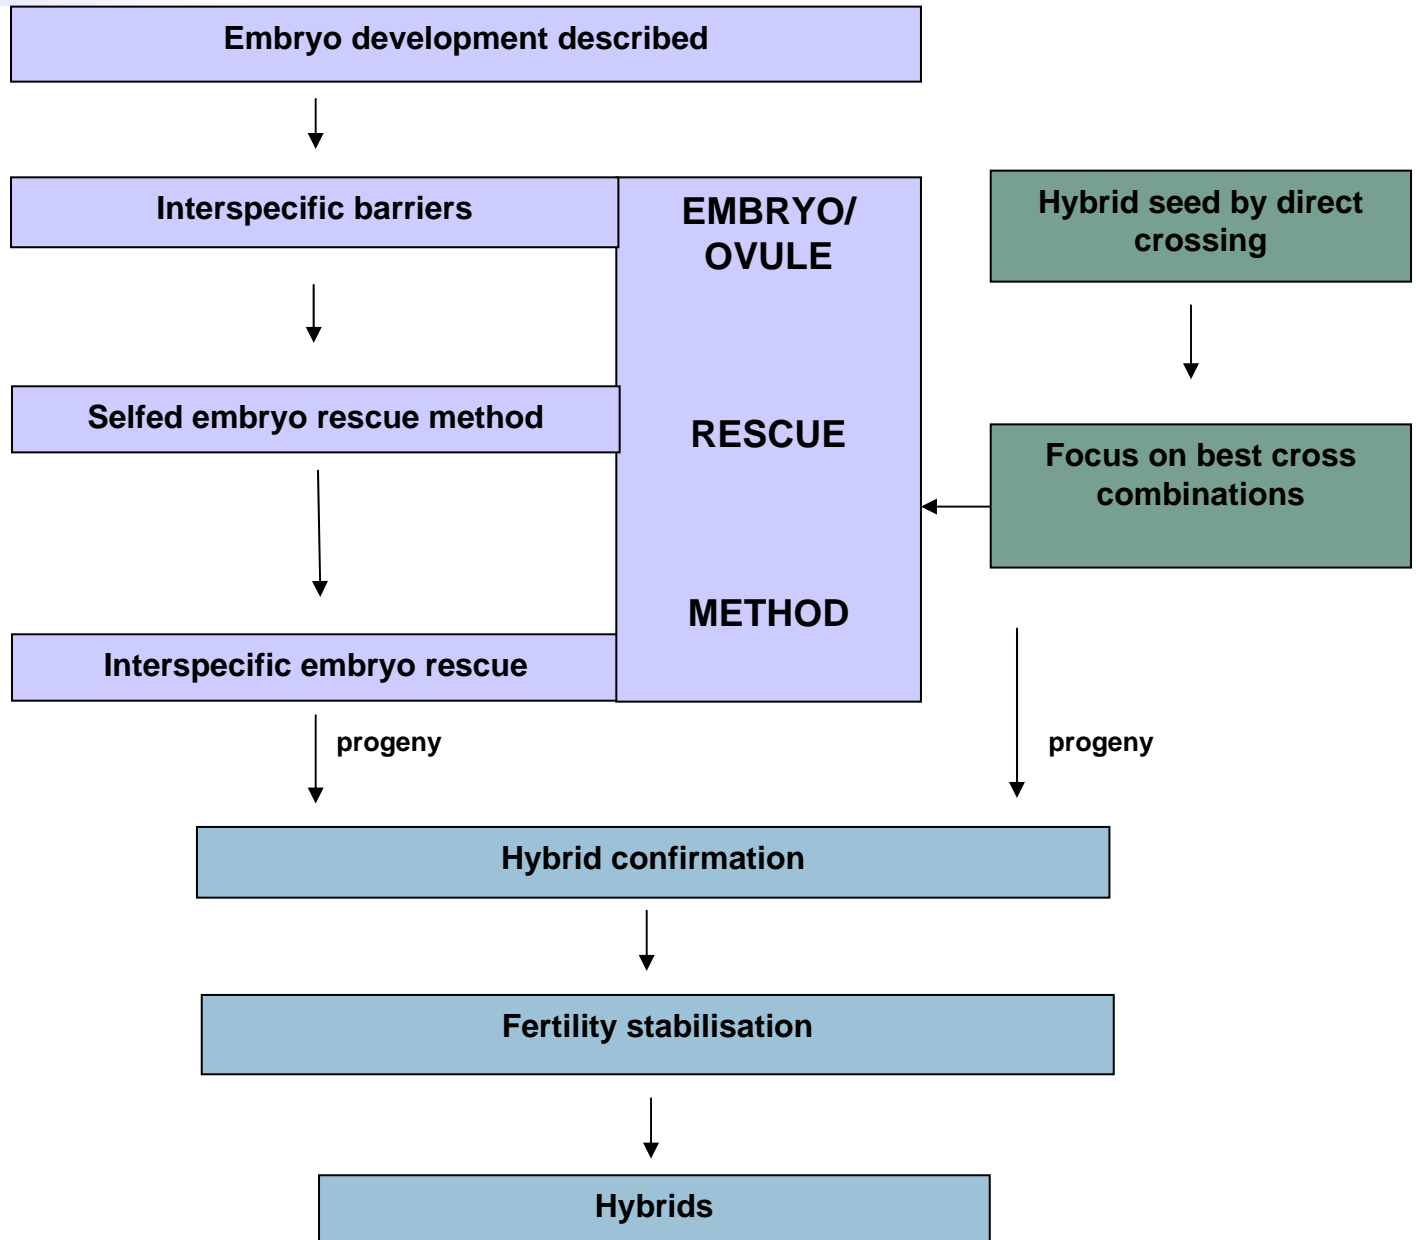 Embryo development described
Interspecific barriers
EMBRYO/
OVULE
Hybrid seed by direct
crossing
Selfed embryo rescue method
RESCUE
Focus on best cross
combinations
METHOD
Interspecific embryo rescue
progeny
progeny
Hybrid confirmation
Fertility stabilisation
Hybrids